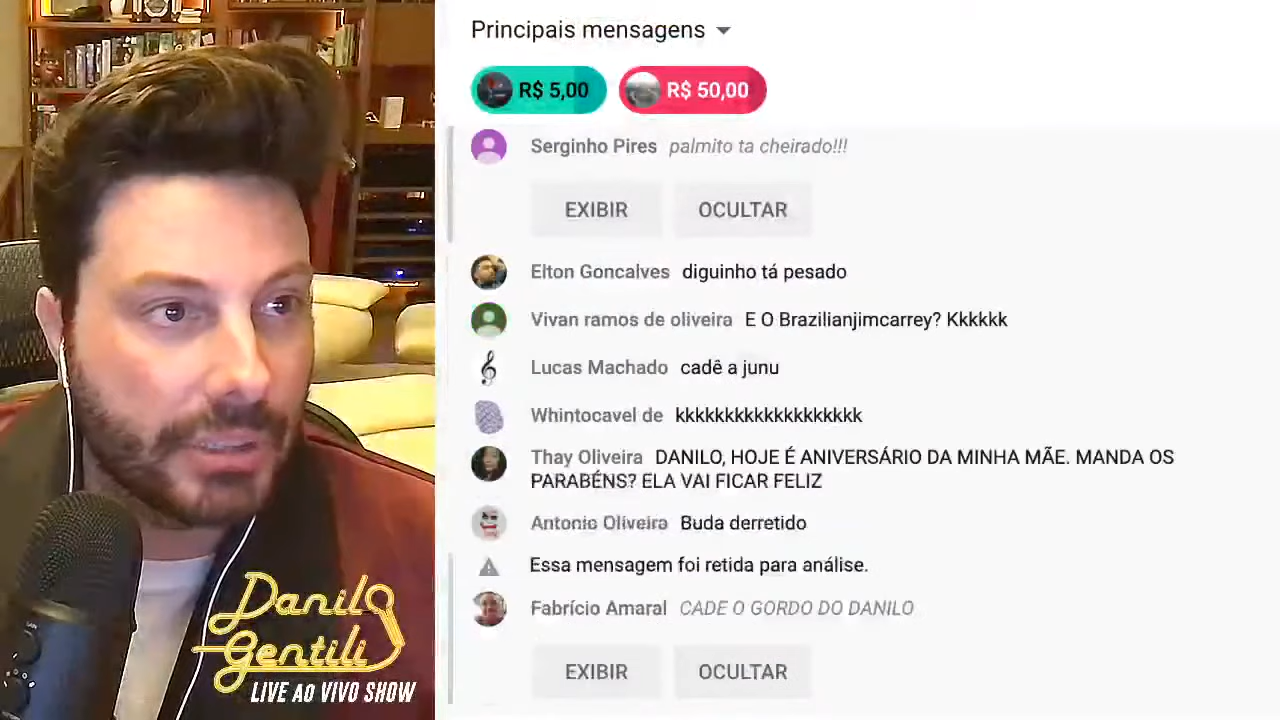 Principais mensagens
R$ 5,00 R$ 50,00
Serginho Pires palmito ta cheirado!!!
EXIBIR OCULTAR
Elton Goncalves diguinho tá pesado
Vivan ramos de oliveira E O Brazilianjimcarrey? Kkkkkk
Lucas Machado cadê a junu
Whintocavel de kkkkkkkkkkkkkkkkkkk
Thay Oliveira DANILO, HOJE É ANIVERSÁRIO DA MINHA MÃE. MANDA OS
PARABÉNS? ELA VAI FICAR FELIZ
Antonio Oliveira Buda derretido
Essa mensagem foi retida para análise.
Fabrício Amaral CADE O GORDO DO DANILO
EXIBIR OCULTAR
Danilo
Gentili
LIVE AO VIVO SHOW